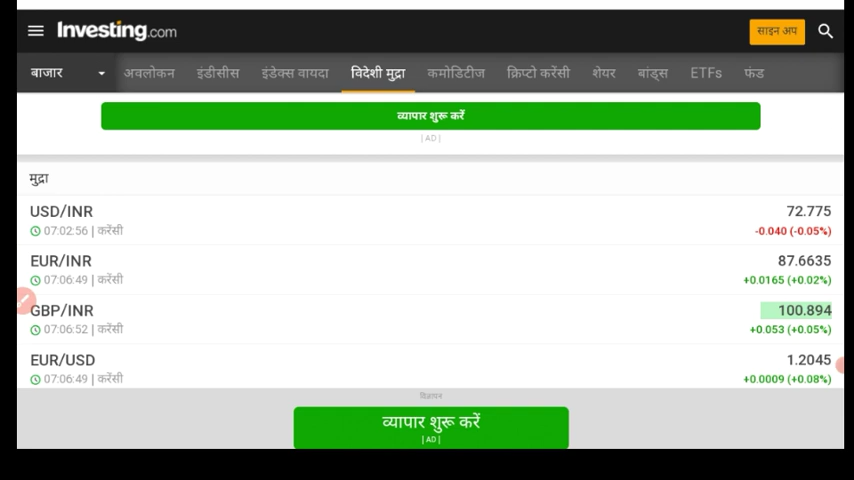 Investing.com
साइन अप
बाजार अवलोकन इंडीसीस इंडेक्स वायदा विदेशी मुद्रा कमोडिटीज क्रिप्टो करेंसी शेयर बांड्स ETFs फंड
व्यापार शुरू करें
| AD |
मुद्रा
USD/INR 72.775
07:02:56 | करेंसी -0.040 (-0.05%)
EUR/INR 87.6635
07:06:49 | करेंसी +0.0165 (+0.02%)
GBP/INR 100.894
07:06:52 | करेंसी +0.053 (+0.05%)
EUR/USD 1.2045
07:06:49 | करेंसी +0.0009 (+0.08%)
विज्ञापन
व्यापार शुरू करें
| AD |